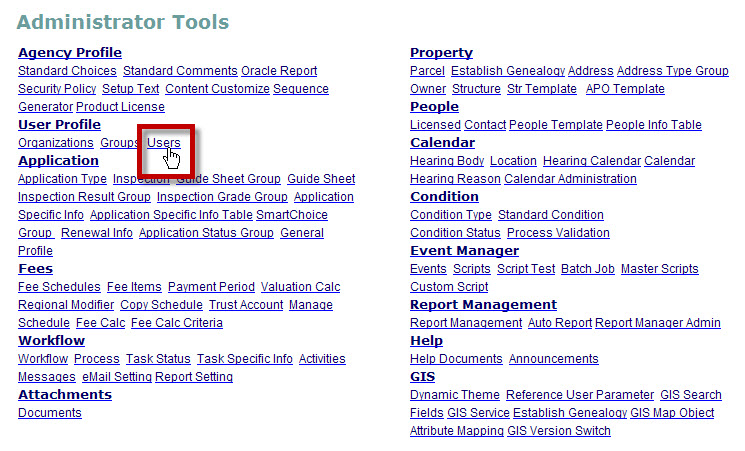 Administrator Tools
Agency Profile
Standard Choices Standard Comments Oracle Report
Security Policy Setup Text Content Customize Sequence
Generator Product License
User Profile
Organizations Groups Users
Application
Application Type Inspection Guide Sheet Group Guide Sheet
Inspection Result Group Inspection Grade Group Application
Specific Info Application Specific Info Table SmartChoice
Group Renewal Info Application Status Group General
Profile
Fees
Fee Schedules Fee Items Payment Period Valuation Calc
Regional Modifier Copy Schedule Trust Account Manage
Schedule Fee Calc Fee Calc Criteria
Workflow
Workflow Process Task Status Task Specific Info Activities
Messages eMail Setting Report Setting
Attachments
Documents
Property
Parcel Establish Genealogy Address Address Type Group
Owner Structure Str Template APO Template
People
Licensed Contact People Template People Info Table
Calendar
Hearing Body Location Hearing Calendar Calendar
Hearing Reason Calendar Administration
Condition
Condition Type Standard Condition
Condition Status Process Validation
Event Manager
Events Scripts Script Test Batch Job Master Scripts
Custom Script
Report Management
Report Management Auto Report Report Manager Admin
Help
Help Documents Announcements
GIS
Dynamic Theme Reference User Parameter GIS Search
Fields GIS Service Establish Genealogy GIS Map Object
Attribute Mapping GIS Version Switch